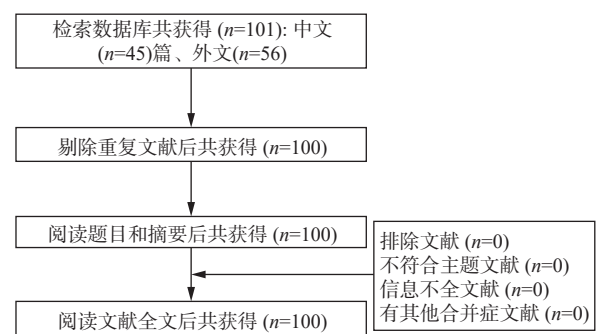 检索数据库共获得 (n=101): 中文
(n=45)篇、外文(n=56)
剔除重复文献后共获得 (n=100)
阅读题目和摘要后共获得 (n=100)
排除文献 (n=0)
不符合主题文献 (n=0)
信息不全文献 (n=0)
有其他合并症文献 (n=0)
阅读文献全文后共获得 (n=100)